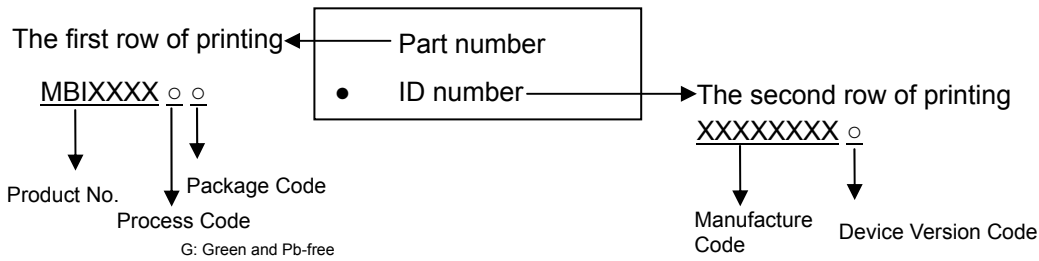 The first row of printing
MBIXXXX ○ ○
Product No.
Package Code
Process Code
G: Green and Pb-free
Part number
● ID number
The second row of printing
XXXXXXXX ○
Manufacture
Code
Device Version Code